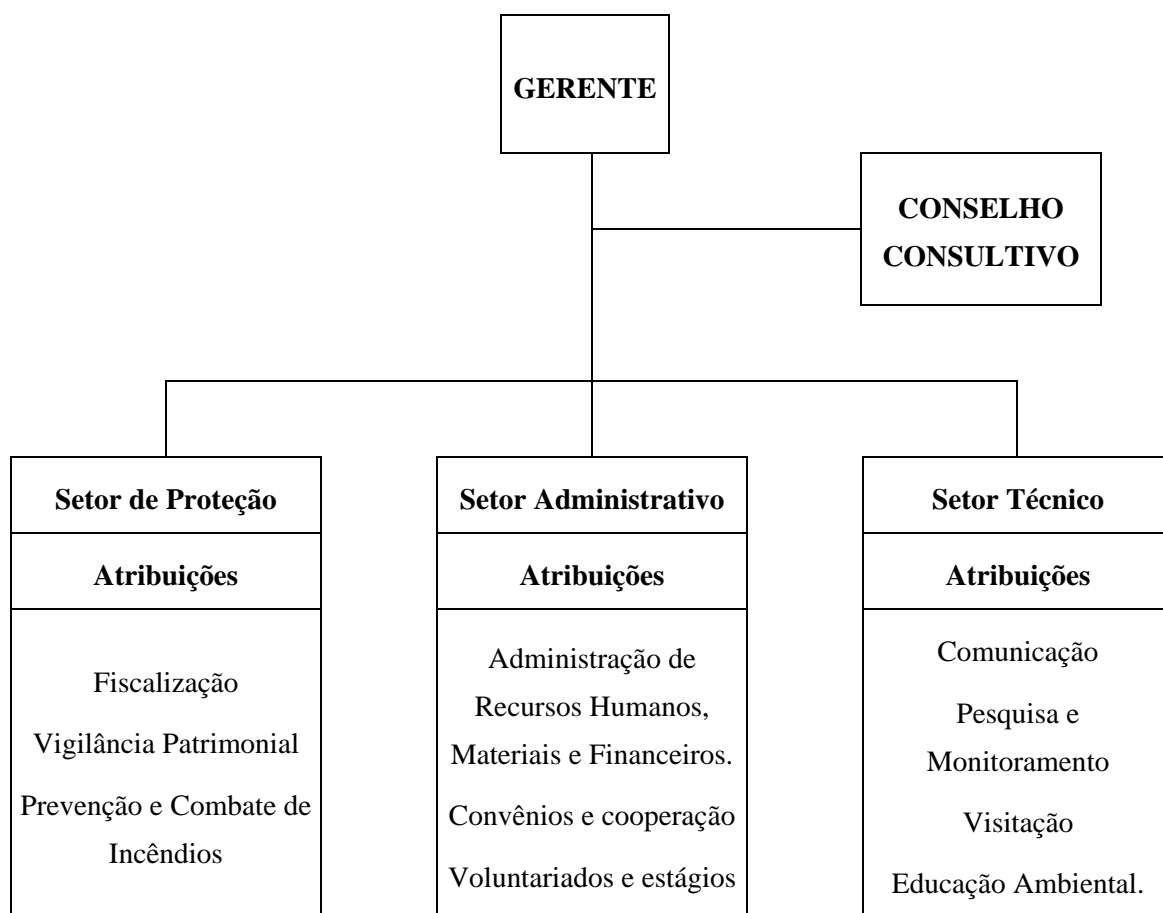 GERENTE
CONSELHO
CONSULTIVO
Setor de Proteção
Atribuições
Fiscalização
Vigilância Patrimonial
Prevenção e Combate de
Incêndios
Setor Administrativo
Atribuições
Administração de
Recursos Humanos,
Materiais e Financeiros.
Convênios e cooperação
Voluntariados e estágios
Setor Técnico
Atribuições
Comunicação
Pesquisa e
Monitoramento
Visitação
Educação Ambiental.